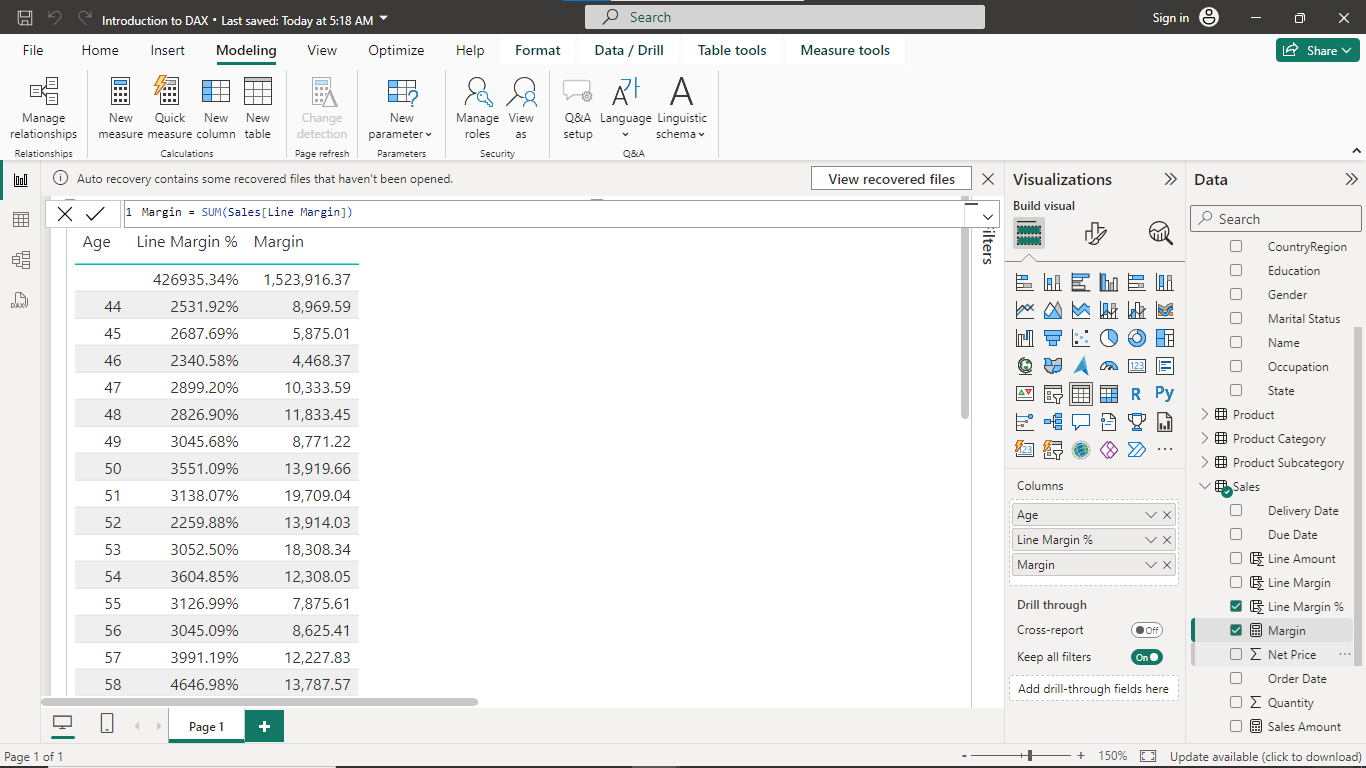 Introduction to DAX • Last saved: Today at 5:18 AM
Search
Sign in
File
Home
Insert
Modeling
View
Optimize
Help
Format
Data / Drill
Table tools
Measure tools
Share
Manage relationships
New measure
Quick measure
New column
New table
Change detection
New parameter
Manage roles
View as
Q&A setup
Language
Linguistic schema
Relationships
Calculations
Page refresh
Parameters
Security
Q&A
Auto recovery contains some recovered files that haven't been opened.
View recovered files
1 Margin = SUM(Sales[Line Margin])
Age Line Margin % Margin
426935.34% 1,523,916.37
44 2531.92% 8,969.59
45 2687.69% 5,875.01
46 2340.58% 4,468.37
47 2899.20% 10,333.59
48 2826.90% 11,833.45
49 3045.68% 8,771.22
50 3551.09% 13,919.66
51 3138.07% 19,709.04
52 2259.88% 13,914.03
53 3052.50% 18,308.34
54 3604.85% 12,308.05
55 3126.99% 7,875.61
56 3045.09% 8,625.41
57 3991.19% 12,227.83
58 4646.98% 13,787.57
Visualizations
Build visual
123
R
Py
123
Columns
Age
Line Margin %
Margin
Drill through
Cross-report
Off
Keep all filters
On
Add drill-through fields here
Data
Search
CountryRegion
Education
Gender
Marital Status
Name
Occupation
State
Product
Product Category
Product Subcategory
Sales
Delivery Date
Due Date
Line Amount
Line Margin
Line Margin %
Margin
Net Price
Order Date
Quantity
Sales Amount
DAX
Page 1
Page 1 of 1
150%
Update available (click to download)